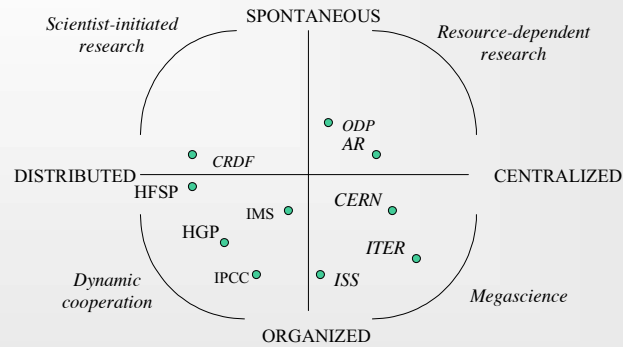 SPONTANEOUS
Scientist-initiated
research
Resource-dependent
research
ODP
AR
CRDF
DISTRIBUTED
CENTRALIZED
HFSP
CERN
IMS
HGP
ITER
IPCC
ISS
Dynamic
cooperation
Megascience
ORGANIZED